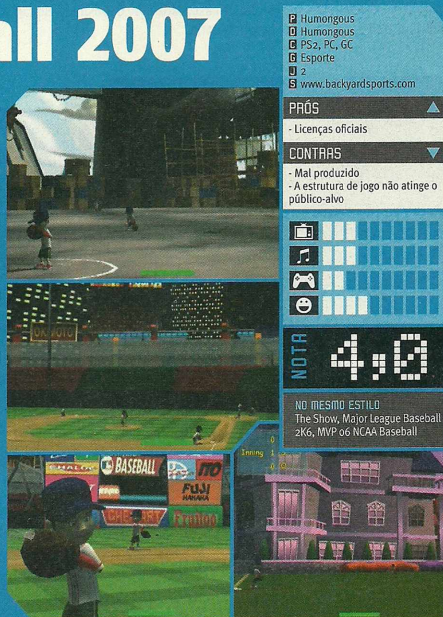 all 2007
P Humongous
D Humongous
C PS2, PC, GC
G Esporte
J 2
S www.backyardsports.com
PRÓS
- Licenças oficiais
CONTRAS
- Mal produzido
- A estrutura de jogo não atinge o
público-alvo
NOTA
4,0
NO MESMO ESTILO
The Show, Major League Baseball
2K6, MVP 06 NCAA Baseball
BASEBALL
ITO
FUJI
Inning 1